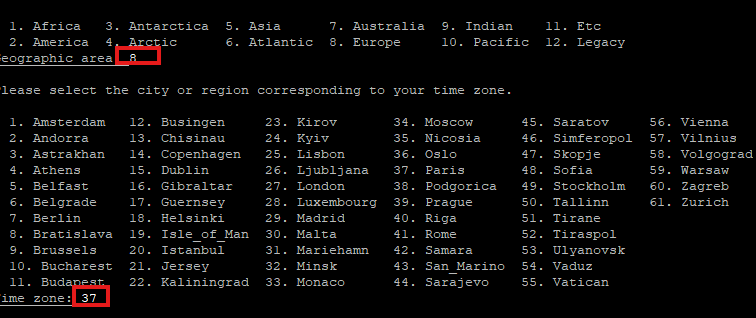 1. Africa 3. Antarctica 5. Asia 7. Australia 9. Indian 11. Etc
2. America 4. Arctic 6. Atlantic 8. Europe 10. Pacific 12. Legacy
Geographic area: 8
Please select the city or region corresponding to your time zone.
1. Amsterdam 12. Busingen 23. Kirov 34. Moscow 45. Saratov 56. Vienna
2. Andorra 13. Chisinau 24. Kyiv 35. Nicosia 46. Simferopol 57. Vilnius
3. Astrakhan 14. Copenhagen 25. Lisbon 36. Oslo 47. Skopje 58. Volgograd
4. Athens 15. Dublin 26. Ljubljana 37. Paris 48. Sofia 59. Warsaw
5. Belfast 16. Gibraltar 27. London 38. Podgorica 49. Stockholm 60. Zagreb
6. Belgrade 17. Guernsey 28. Luxembourg 39. Prague 50. Tallinn 61. Zurich
7. Berlin 18. Helsinki 29. Madrid 40. Riga 51. Tirane
8. Bratislava 19. Isle_of_Man 30. Malta 41. Rome 52. Tiraspol
9. Brussels 20. Istanbul 31. Mariehamn 42. Samara 53. Ulyanovsk
10. Bucharest 21. Jersey 32. Minsk 43. San_Marino 54. Vaduz
11. Budapest 22. Kaliningrad 33. Monaco 44. Sarajevo 55. Vatican
Time zone: 37